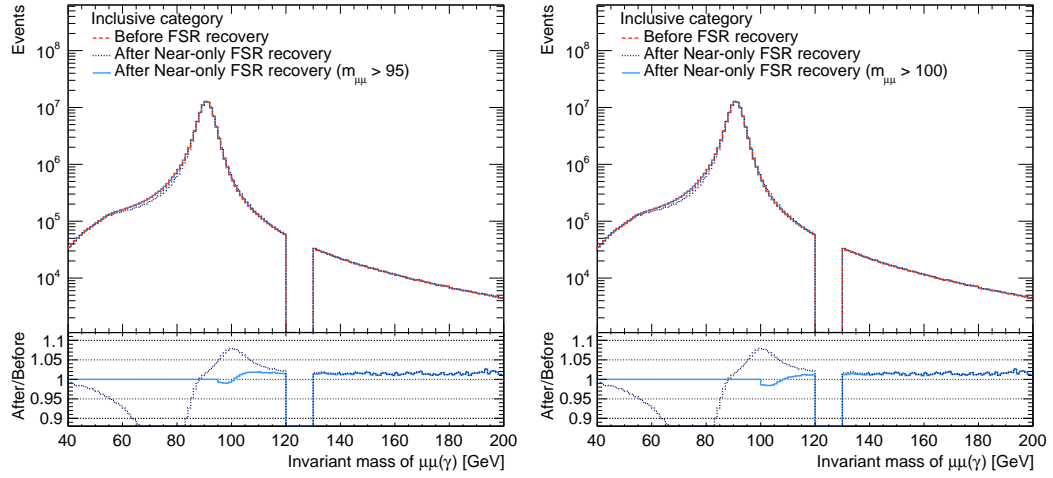 Events
10^8
10^7
10^6
10^5
10^4
Inclusive category
Before FSR recovery
After Near-only FSR recovery
After Near-only FSR recovery (m_μμ > 95)
After/Before
1.1
1.05
1
0.95
0.9
40 60 80 100 120 140 160 180 200
Invariant mass of μμ(γ) [GeV]
Events
10^8
10^7
10^6
10^5
10^4
Inclusive category
Before FSR recovery
After Near-only FSR recovery
After Near-only FSR recovery (m_μμ > 100)
After/Before
1.1
1.05
1
0.95
0.9
40 60 80 100 120 140 160 180 200
Invariant mass of μμ(γ) [GeV]